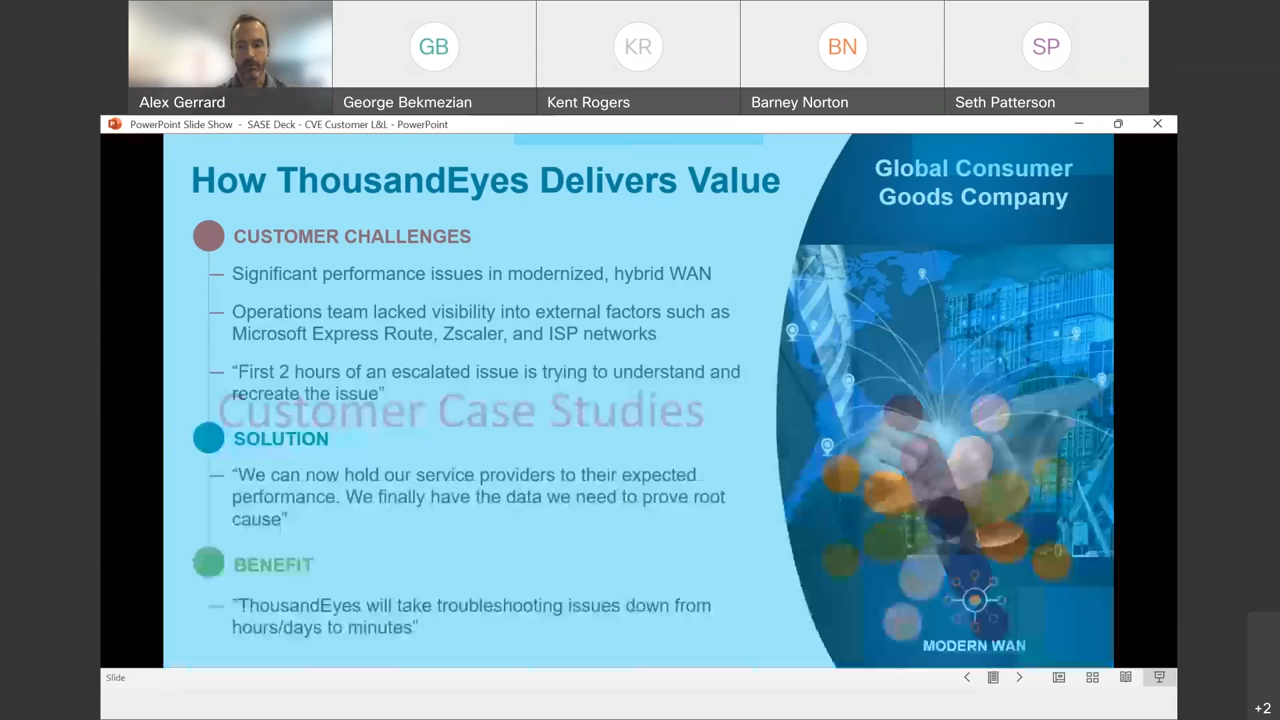 GB
KR
BN
SP
Alex Gerrard
George Bekmezian
Kent Rogers
Barney Norton
Seth Patterson
PowerPoint Slide Show - SASE Deck - CVE Customer L&L - PowerPoint
How ThousandEyes Delivers Value
Global Consumer
Goods Company
CUSTOMER CHALLENGES
— Significant performance issues in modernized, hybrid WAN
— Operations team lacked visibility into external factors such as
Microsoft Express Route, Zscaler, and ISP networks
— “First 2 hours of an escalated issue is trying to understand and
recreate the issue”
Customer Case Studies
SOLUTION
— “We can now hold our service providers to their expected
performance. We finally have the data we need to prove root
cause”
BENEFIT
— ”ThousandEyes will take troubleshooting issues down from
hours/days to minutes”
MODERN WAN
Slide
+2